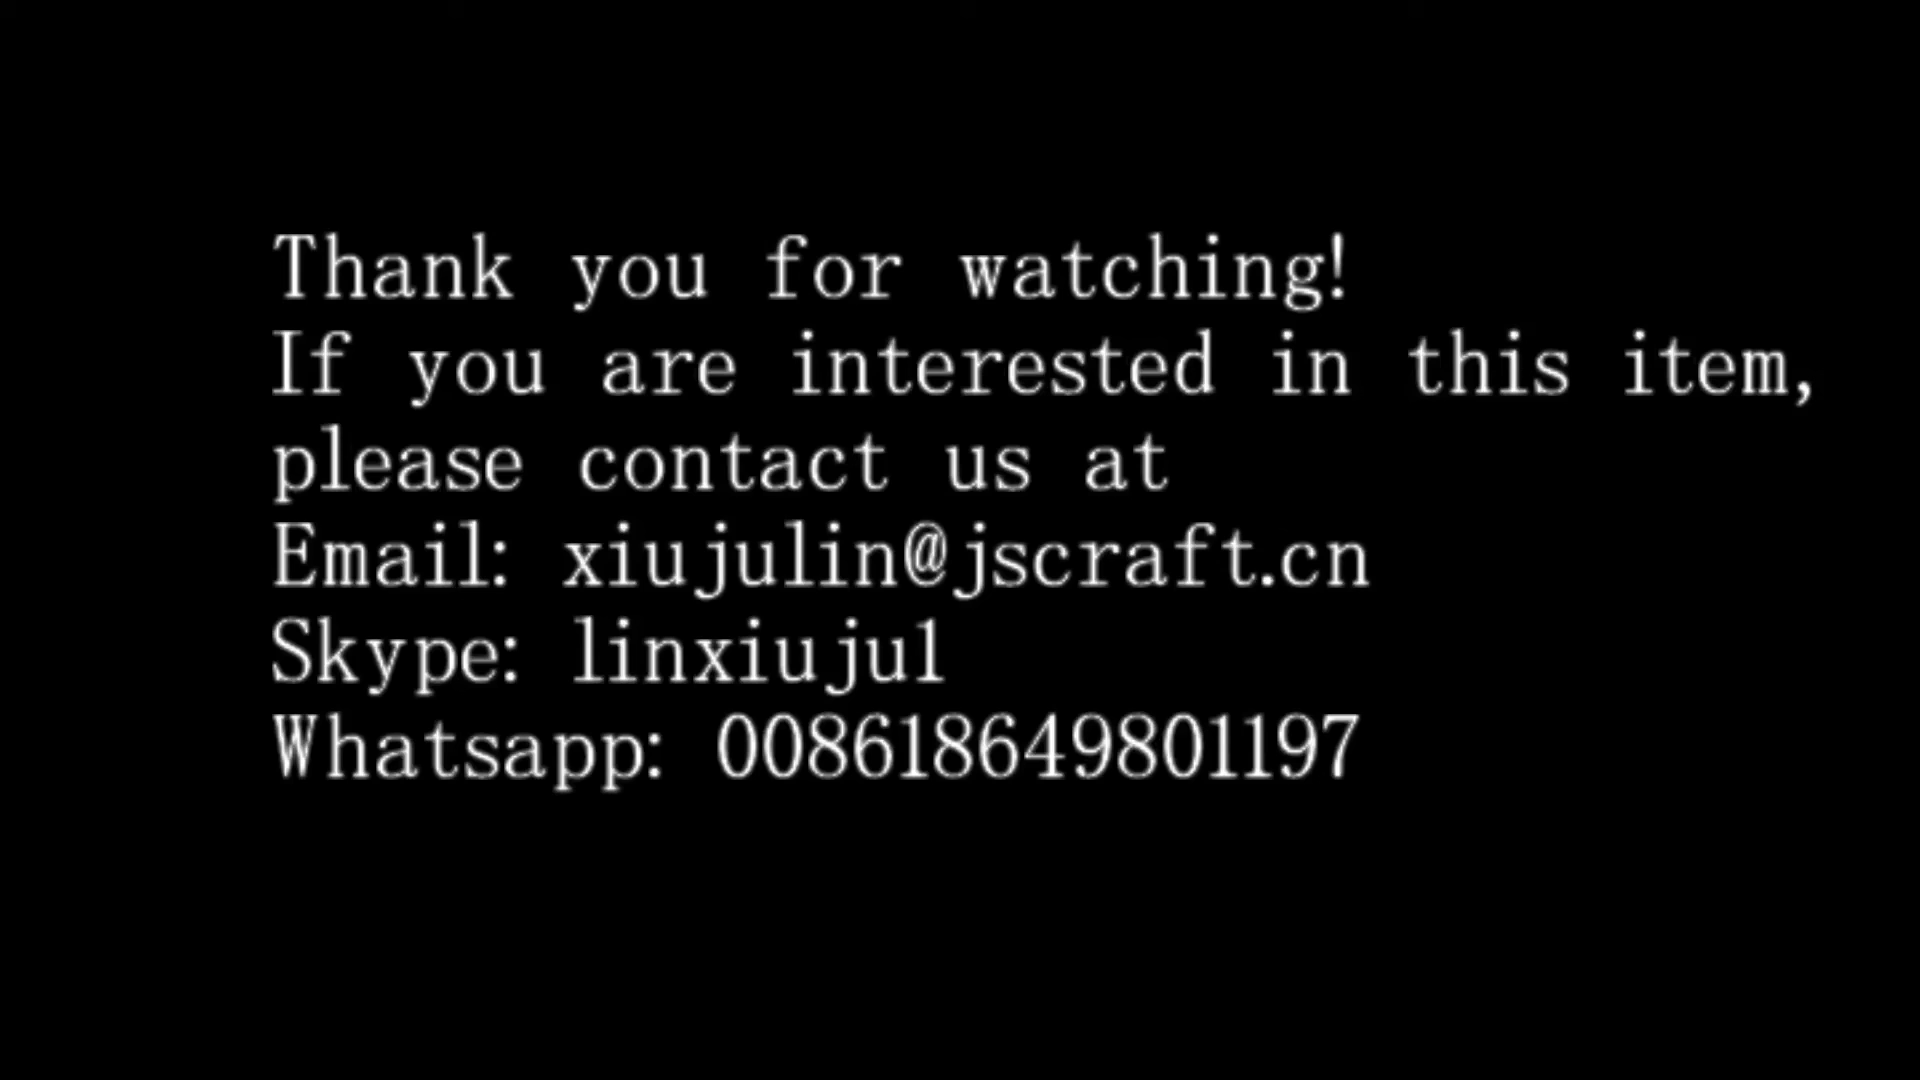 Thank you for watching!
If you are interested in this item,
please contact us at
Email: xiujulin@jscraft.cn
Skype: linxiuju1
Whatsapp: 008618649801197